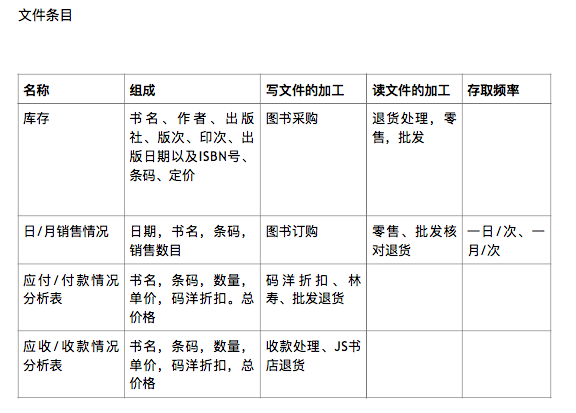 文件条目
名称 组成 写文件的加工 读文件的加工 存取频率
库存 书名、作者、出版 图书采购 退货处理，零
社、版次、印次、出 售，批发
版日期以及ISBN号、
条码、定价
日/月销售情况 日期，书名，条码， 图书订购 零售、批发核 一日/次、一
销售数目 对退货 月/次
应付/付款情况 书名，条码，数量， 码洋折扣、林
分析表 单价，码洋折扣。总 寿、批发退货
价格
应收/收款情况 书名，条码，数量， 收款处理、JS书
分析表 单价，码洋折扣，总 店退货
价格